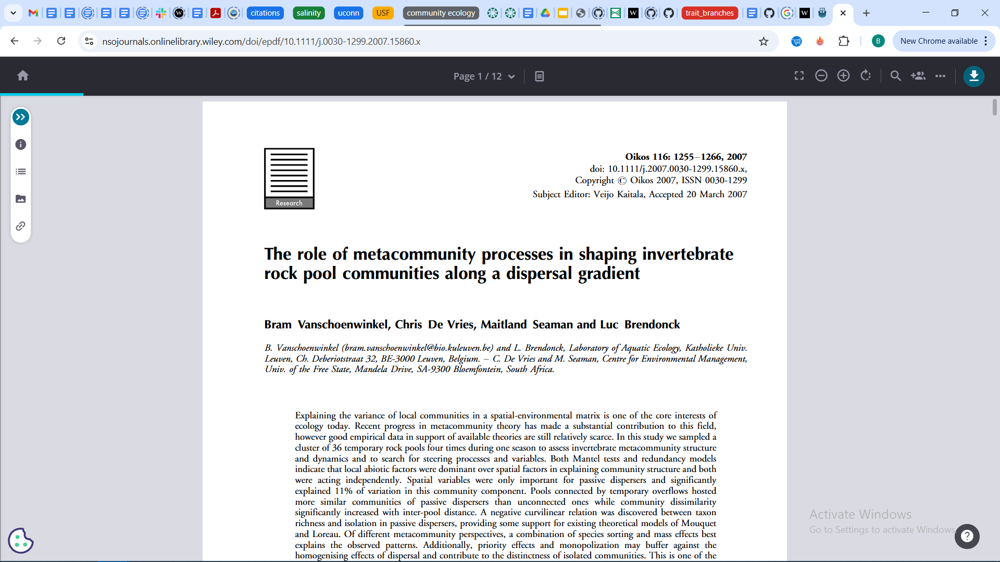 citations
salinity
uconn
USF
community ecology
W
trait_branches
W
nsojournals.onlinelibrary.wiley.com/doi/epdf/10.1111/j.0030-1299.2007.15860.x
B
New Chrome available
Page 1 / 12
Research
Oikos 116: 1255–1266, 2007
doi: 10.1111/j.2007.0030-1299.15860.x,
Copyright © Oikos 2007, ISSN 0030-1299
Subject Editor: Veijo Kaitala, Accepted 20 March 2007
The role of metacommunity processes in shaping invertebrate
rock pool communities along a dispersal gradient
Bram Vanschoenwinkel, Chris De Vries, Maitland Seaman and Luc Brendonck
B. Vanschoenwinkel (bram.vanschoenwinkel@bio.kuleuven.be) and L. Brendonck, Laboratory of Aquatic Ecology, Katholieke Univ.
Leuven, Ch. Deberiotstraat 32, BE-3000 Leuven, Belgium. – C. De Vries and M. Seaman, Centre for Environmental Management,
Univ. of the Free State, Mandela Drive, SA-9300 Bloemfontein, South Africa.
Explaining the variance of local communities in a spatial-environmental matrix is one of the core interests of
ecology today. Recent progress in metacommunity theory has made a substantial contribution to this field,
however good empirical data in support of available theories are still relatively scarce. In this study we sampled a
cluster of 36 temporary rock pools four times during one season to assess invertebrate metacommunity structure
and dynamics and to search for steering processes and variables. Both Mantel tests and redundancy models
indicate that local abiotic factors were dominant over spatial factors in explaining community structure and both
were acting independently. Spatial variables were only important for passive dispersers and significantly
explained 11% of variation in this community component. Pools connected by temporary overflows hosted
more similar communities of passive dispersers than unconnected ones while community dissimilarity
significantly increased with inter-pool distance. A negative curvilinear relation was discovered between taxon
richness and isolation in passive dispersers, providing some support for existing theoretical models of Mouquet
and Loreau. Of different metacommunity perspectives, a combination of species sorting and mass effects best
explains the observed patterns. Additionally, priority effects and monopolization may buffer against the
homogenising effects of dispersal and contribute to the distinctness of isolated communities. This is one of the
Activate Windows
Go to Settings to activate Windows.